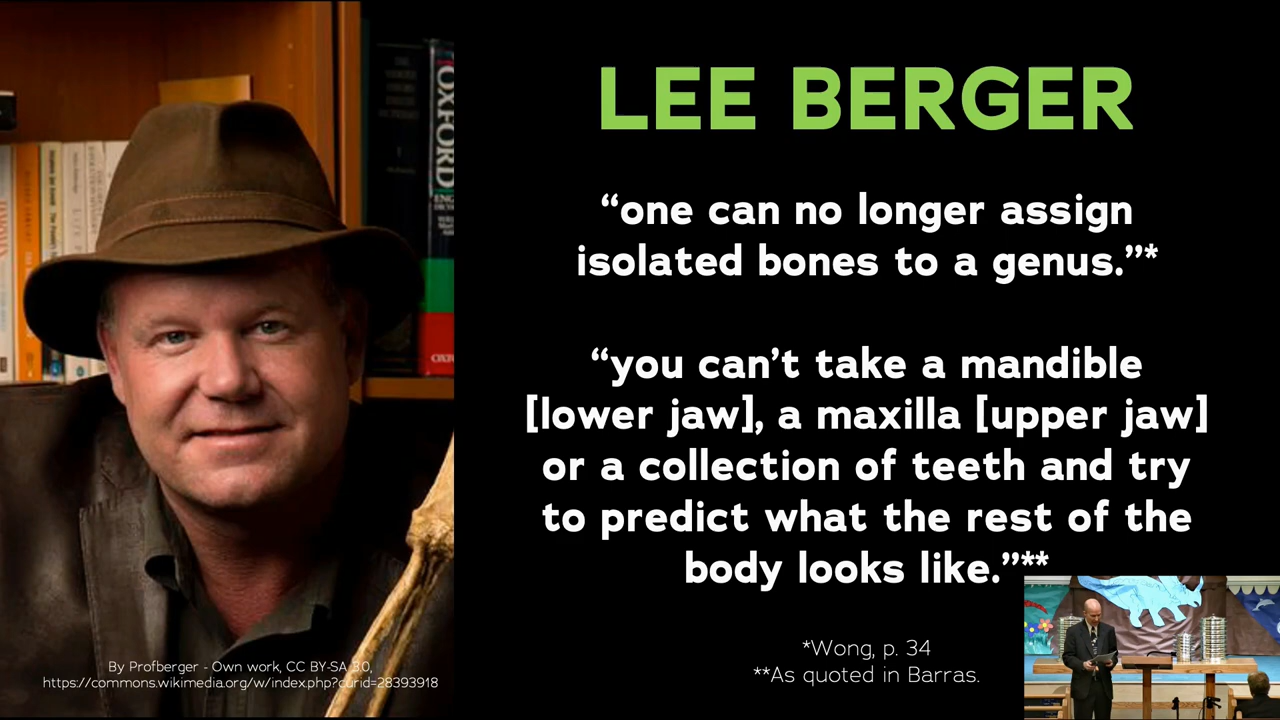 LEE BERGER
“one can no longer assign
isolated bones to a genus.”*
“you can’t take a mandible
[lower jaw], a maxilla [upper jaw]
or a collection of teeth and try
to predict what the rest of the
body looks like.”**
*Wong, p. 34
**As quoted in Barras.
By Profberger - Own work, CC BY-SA 3.0,
https://commons.wikimedia.org/w/index.php?curid=28393918
OXFORD